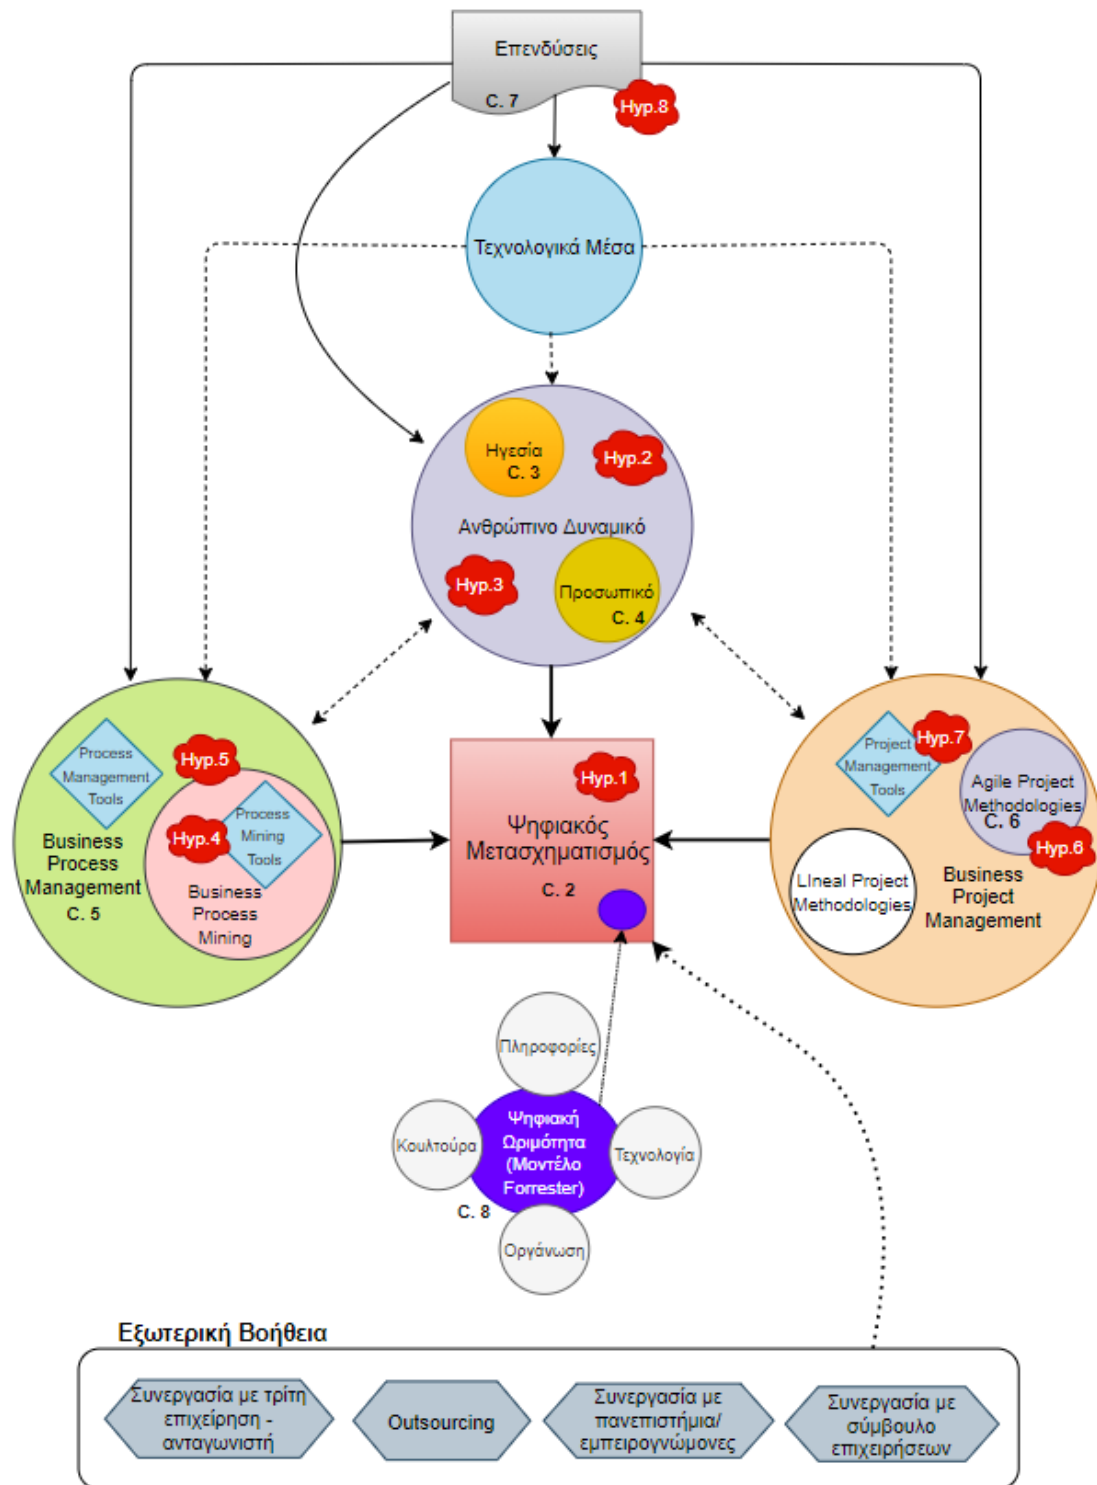 Επενδύσεις
C. 7
Hyp.8
Τεχνολογικά Μέσα
Ηγεσία
C. 3
Hyp.2
Ανθρώπινο Δυναμικό
Hyp.3
Προσωπικό
C. 4
Process
Management
Tools
Hyp.5
Process
Mining
Tools
Hyp.4
Business
Process
Management
C. 5
Business
Process
Mining
Hyp.1
Ψηφιακός
Μετασχηματισμός
C. 2
Project
Management
Tools
Hyp.7
Agile Project
Methodologies
C. 6
Hyp.6
LIneal Project
Methodologies
Business
Project
Management
Πληροφορίες
Κουλτούρα
Ψηφιακή
Ωριμότητα
(Μοντέλο
Forrester)
Τεχνολογία
C. 8
Οργάνωση
Εξωτερική Βοήθεια
Συνεργασία με τρίτη
επιχείρηση -
ανταγωνιστή
Outsourcing
Συνεργασία με
πανεπιστήμια/
εμπειρογνώμονες
Συνεργασία με
σύμβουλο
επιχειρήσεων